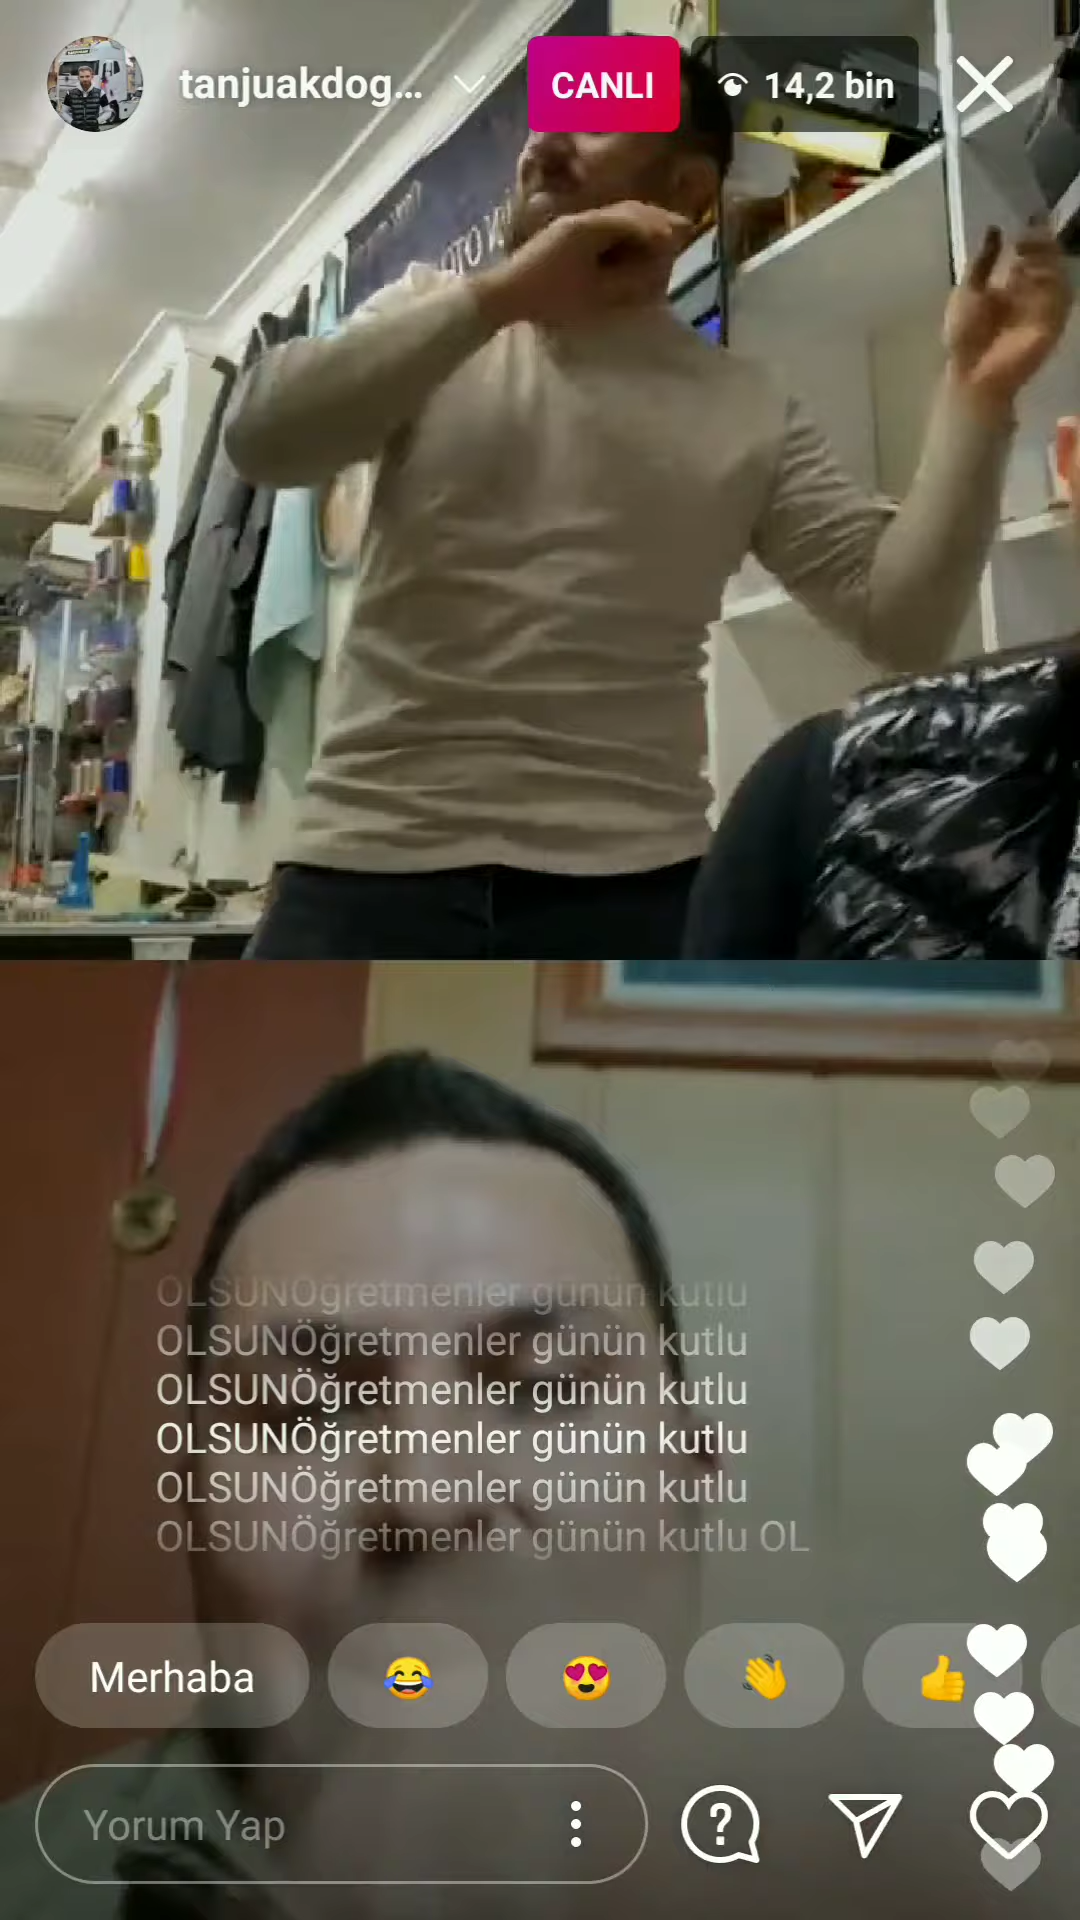 tanjuakdog...
CANLI
14,2 bin
OLSUNÖğretmenler günün kutlu
OLSUNÖğretmenler günün kutlu
OLSUNÖğretmenler günün kutlu
OLSUNÖğretmenler günün kutlu
OLSUNÖğretmenler günün kutlu
OLSUNÖğretmenler günün kutlu OL
Merhaba
Yorum Yap